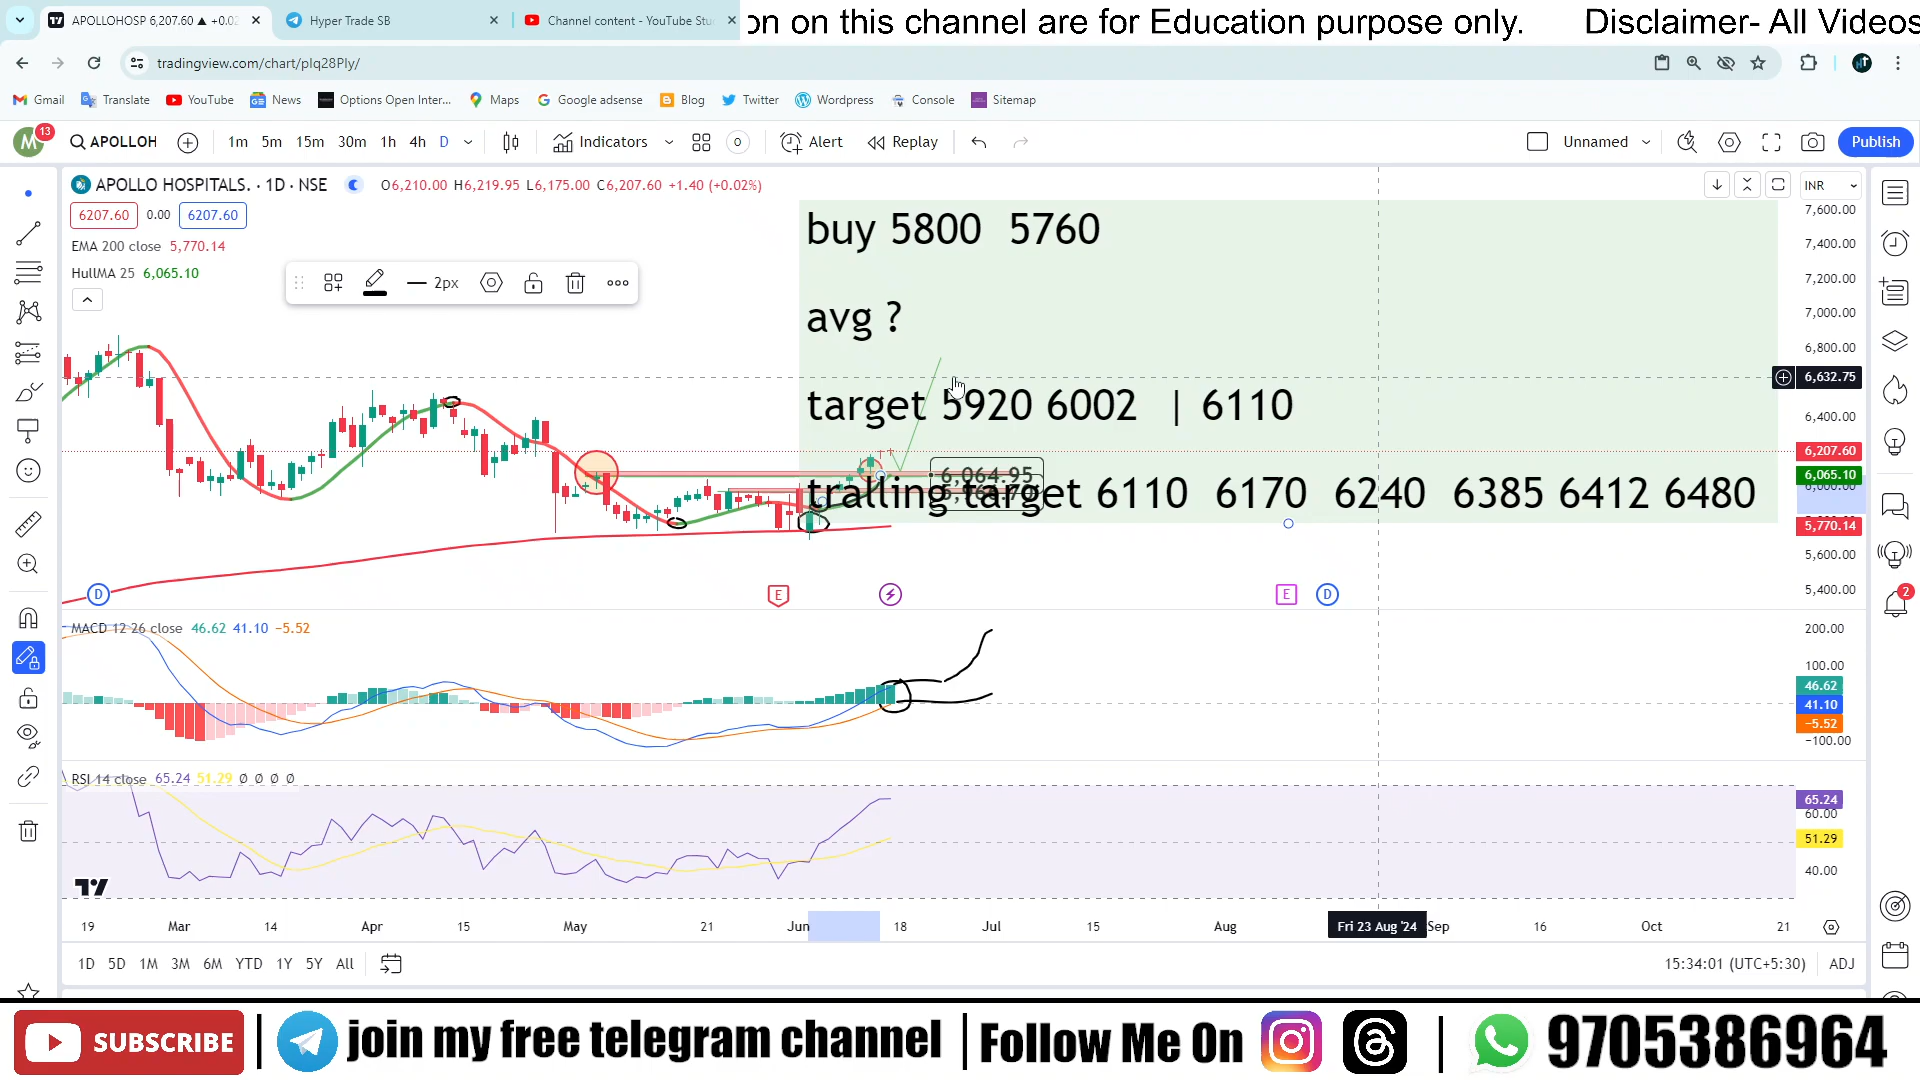 APOLLOHOSP 6,207.60 ▲ +0.02
Hyper Trade SB
Channel content - YouTube Stu
on on this channel are for Education purpose only. Disclaimer- All Videos
tradingview.com/chart/pIq28Ply/
Gmail Translate YouTube News Options Open Inter... Maps Google adsense Blog Twitter Wordpress Console Sitemap
M 13 APOLLOH 1m 5m 15m 30m 1h 4h D Indicators Alert Replay Unnamed Publish
APOLLO HOSPITALS. · 1D · NSE O6,210.00 H6,219.95 L6,175.00 C6,207.60 +1.40 (+0.02%) INR
6207.60 0.00 6207.60
EMA 200 close 5,770.14
HullMA 25 6,065.10
2px
buy 5800 5760
avg ?
target 5920 6002 | 6110
tralling target 6110 6170 6240 6385 6412 6480
6,064.95
7,600.00
7,400.00
7,200.00
7,000.00
6,800.00
6,632.75
6,400.00
6,207.60
6,065.10
6,000.00
5,770.14
5,600.00
5,400.00
D E E D
MACD 12 26 close 46.62 41.10 −5.52
200.00
100.00
46.62
41.10
−5.52
−100.00
RSI 14 close 65.24 51.29 Ø Ø Ø Ø
65.24
60.00
51.29
40.00
2
19 Mar 14 Apr 15 May 21 Jun 18 Jul 15 Aug Fri 23 Aug '24 Sep 16 Oct 21
1D 5D 1M 3M 6M YTD 1Y 5Y All 15:34:01 (UTC+5:30) ADJ
SUBSCRIBE | join my free telegram channel | Follow Me On | 9705386964